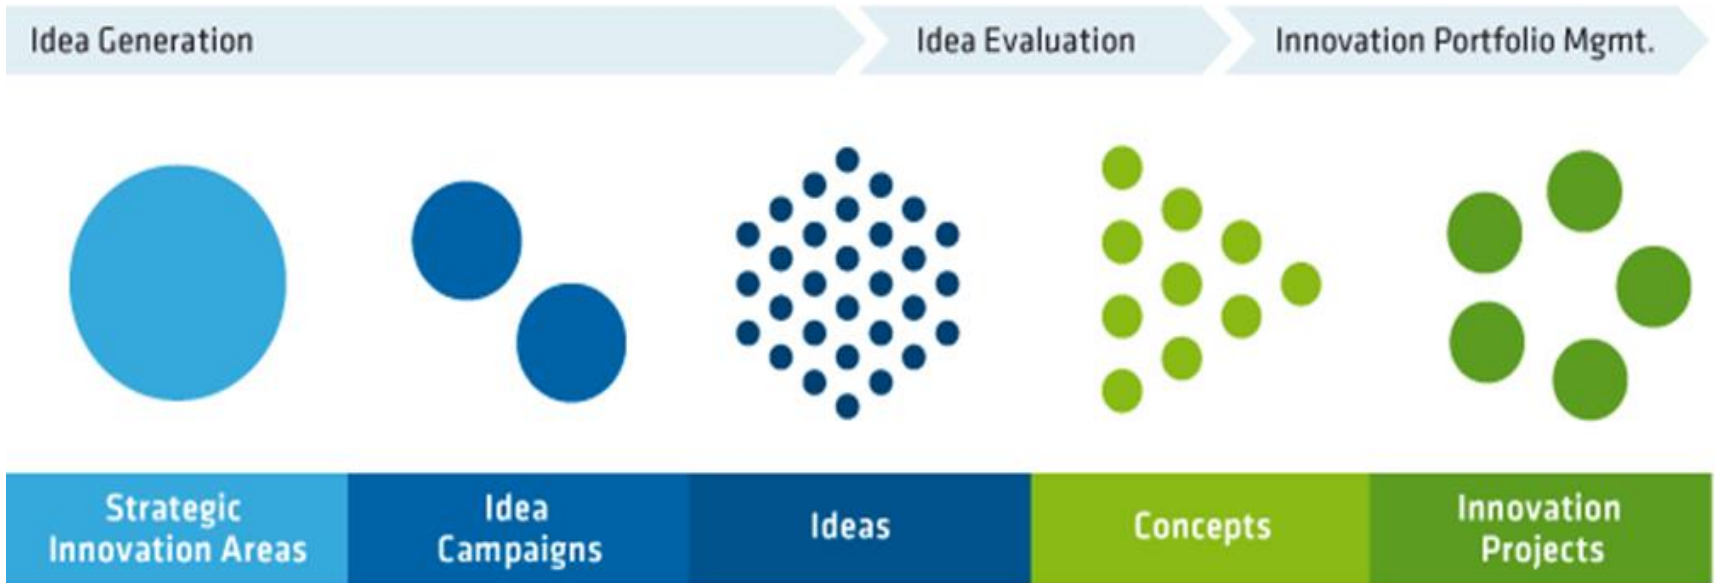 Idea Generation
Idea Evaluation
Innovation Portfolio Mgmt.
Strategic
Innovation Areas
Idea
Campaigns
Ideas
Concepts
Innovation
Projects